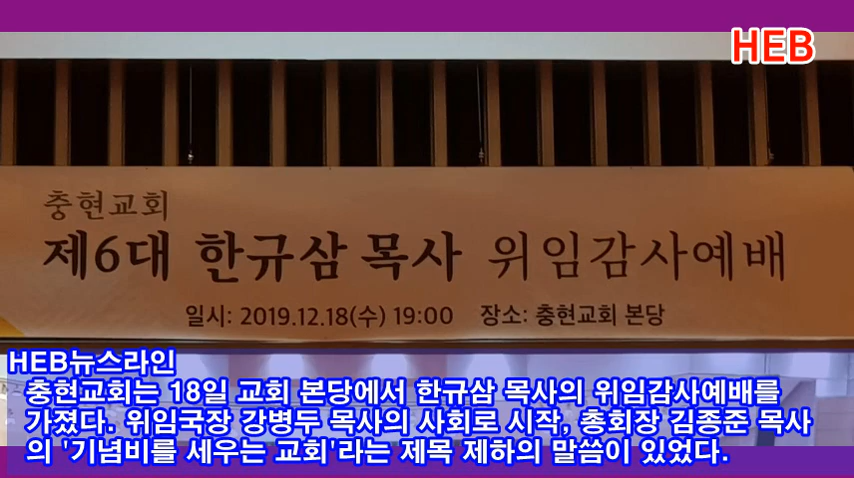 HEB
충현교회
제6대 한규삼 목사 위임감사예배
일시: 2019.12.18(수) 19:00 장소: 충현교회 본당
HEB뉴스라인
충현교회는 18일 교회 본당에서 한규삼 목사의 위임감사예배를
가졌다. 위임국장 강병두 목사의 사회로 시작, 총회장 김종준 목사
의 '기념비를 세우는 교회'라는 제목 제하의 말씀이 있었다.